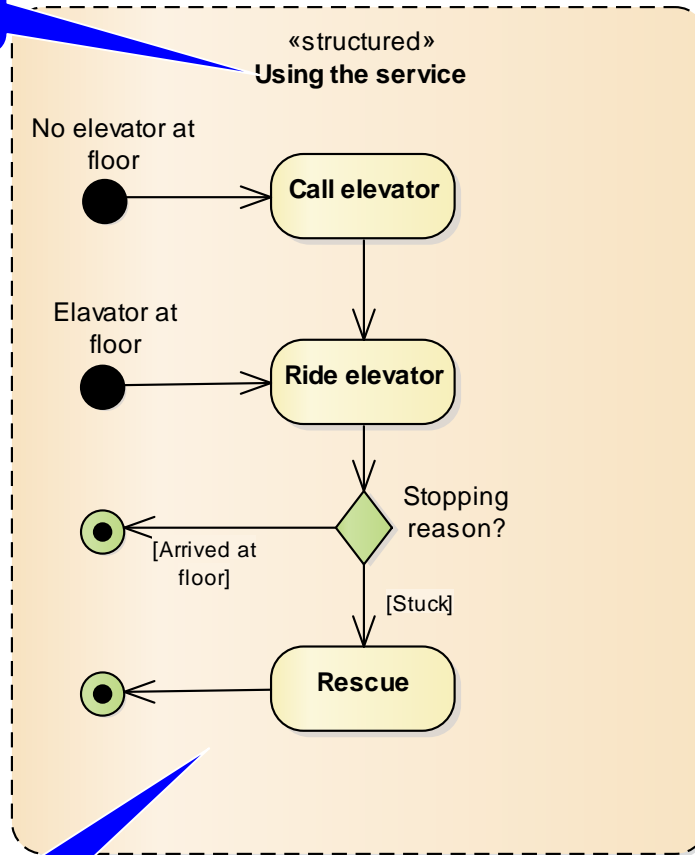 «structured»
Using the service
No elevator at
floor
Call elevator
Elavator at
floor
Ride elevator
Stopping
reason?
[Arrived at
floor]
[Stuck]
Rescue